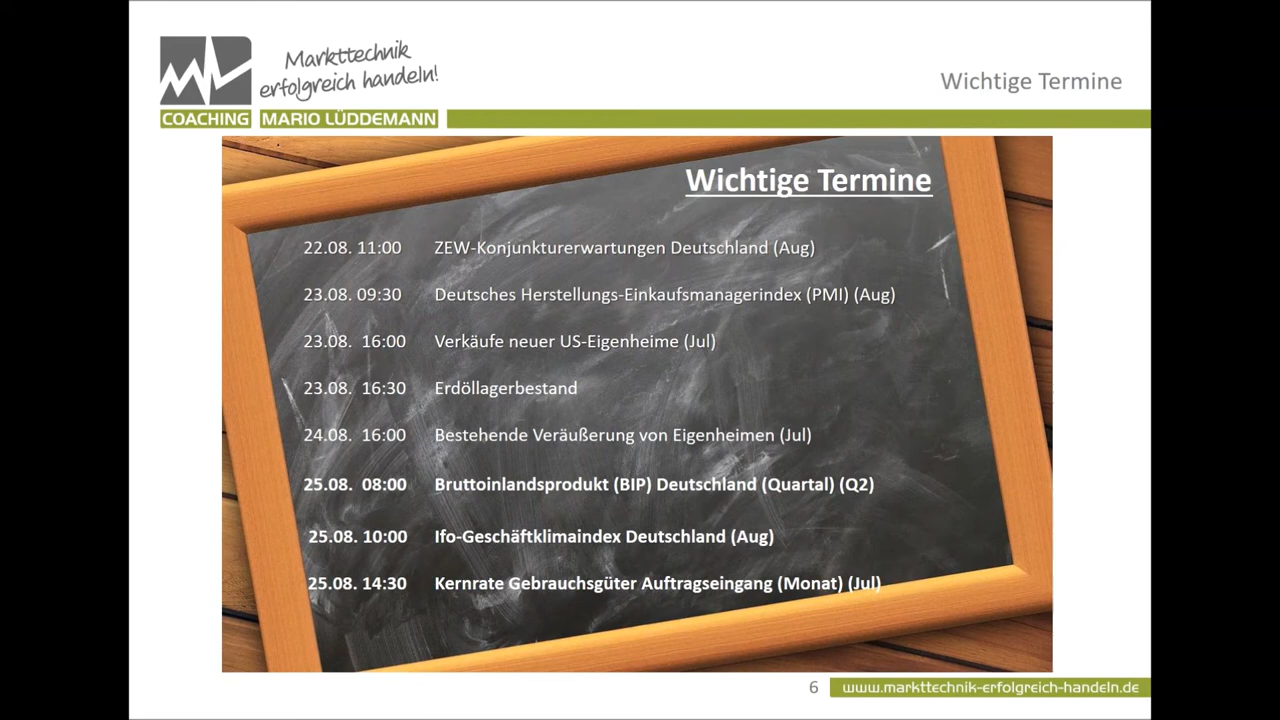 Markttechnik
erfolgreich handeln!
COACHING MARIO LÜDDEMANN
Wichtige Termine
Wichtige Termine
22.08. 11:00 ZEW-Konjunkturerwartungen Deutschland (Aug)
23.08. 09:30 Deutsches Herstellungs-Einkaufsmanagerindex (PMI) (Aug)
23.08. 16:00 Verkäufe neuer US-Eigenheime (Jul)
23.08. 16:30 Erdöllagerbestand
24.08. 16:00 Bestehende Veräußerung von Eigenheimen (Jul)
25.08. 08:00 Bruttoinlandsprodukt (BIP) Deutschland (Quartal) (Q2)
25.08. 10:00 Ifo-Geschäftklimaindex Deutschland (Aug)
25.08. 14:30 Kernrate Gebrauchsgüter Auftragseingang (Monat) (Jul)
6 www.markttechnik-erfolgreich-handeln.de